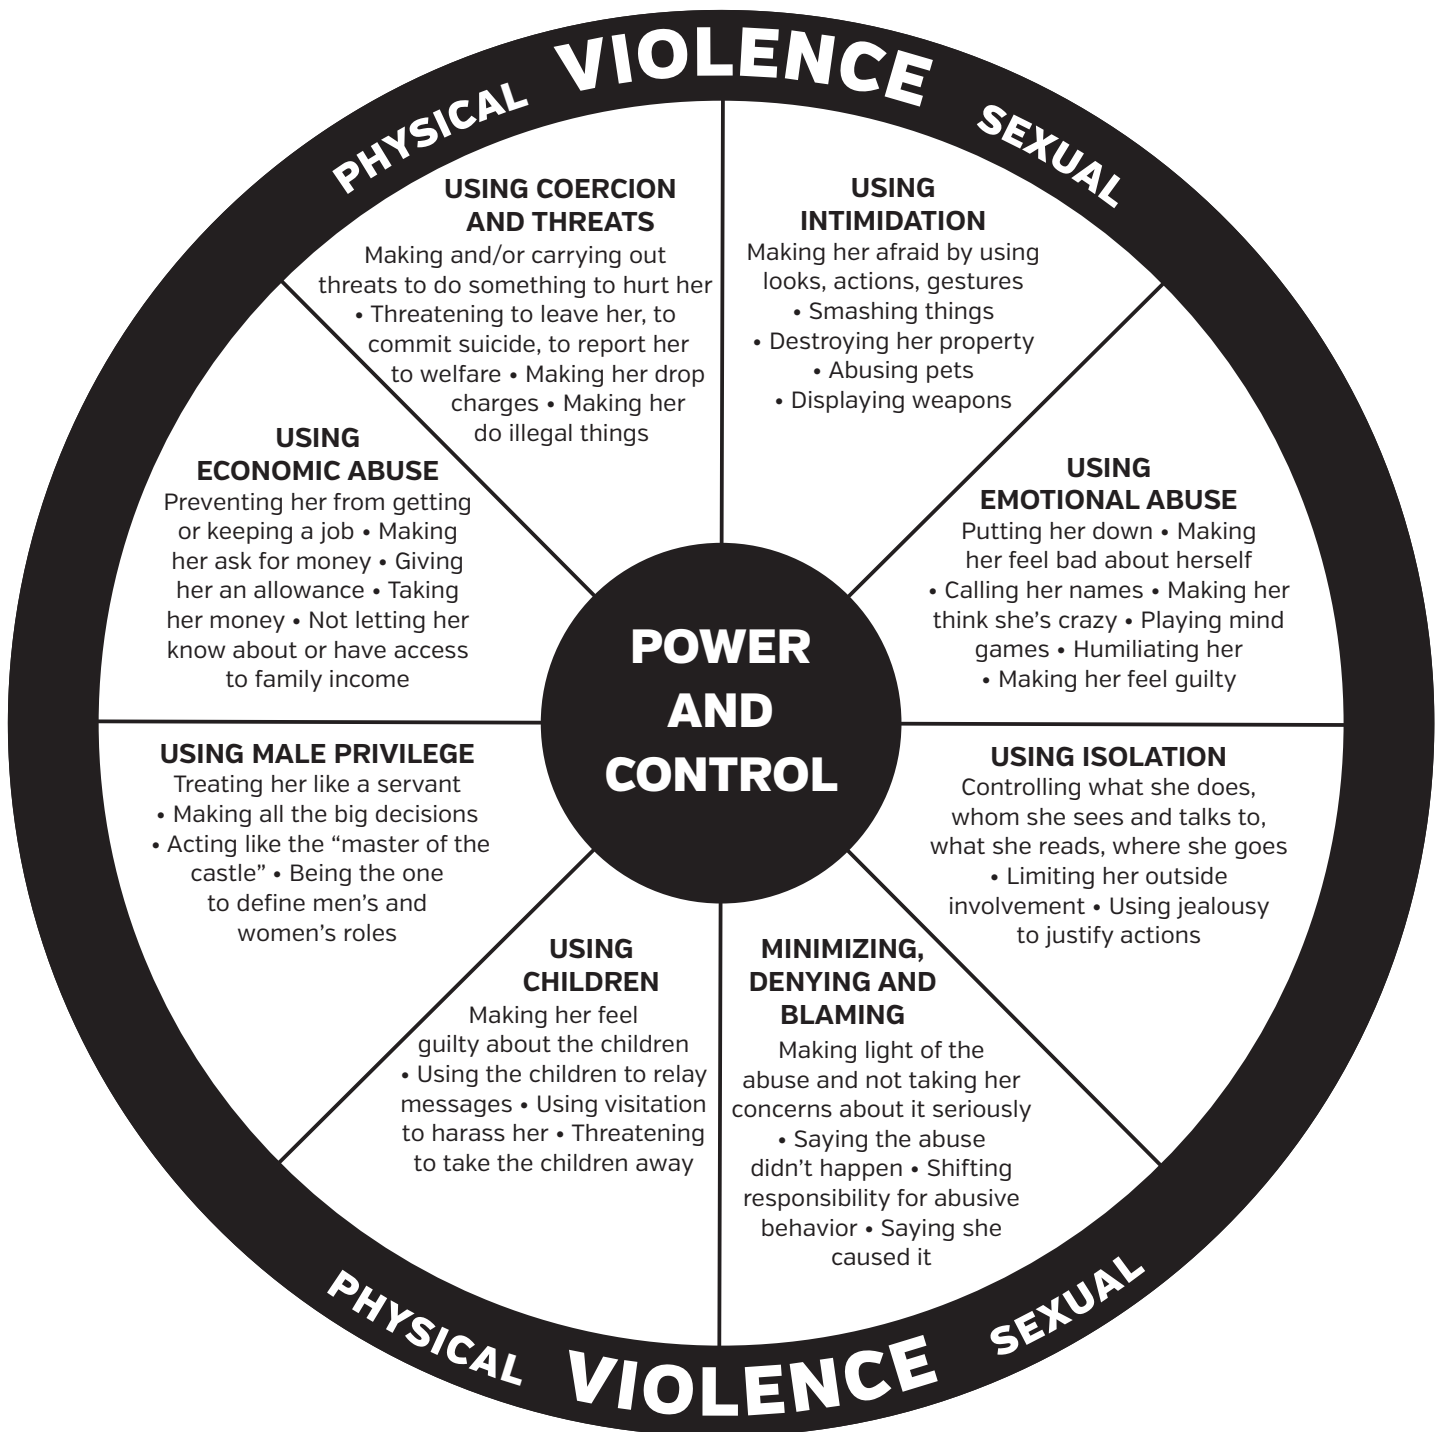 PHYSICAL VIOLENCE SEXUAL
USING COERCION
AND THREATS
Making and/or carrying out
threats to do something to hurt her
• Threatening to leave her, to
commit suicide, to report her
to welfare • Making her drop
charges • Making her
do illegal things
USING
INTIMIDATION
Making her afraid by using
looks, actions, gestures
• Smashing things
• Destroying her property
• Abusing pets
• Displaying weapons
USING
EMOTIONAL ABUSE
Putting her down • Making
her feel bad about herself
• Calling her names • Making her
think she’s crazy • Playing mind
games • Humiliating her
• Making her feel guilty
USING ISOLATION
Controlling what she does,
whom she sees and talks to,
what she reads, where she goes
• Limiting her outside
involvement • Using jealousy
to justify actions
MINIMIZING,
DENYING AND
BLAMING
Making light of the
abuse and not taking her
concerns about it seriously
• Saying the abuse
didn’t happen • Shifting
responsibility for abusive
behavior • Saying she
caused it
USING
CHILDREN
Making her feel
guilty about the children
• Using the children to relay
messages • Using visitation
to harass her • Threatening
to take the children away
USING MALE PRIVILEGE
Treating her like a servant
• Making all the big decisions
• Acting like the “master of the
castle” • Being the one
to define men’s and
women’s roles
USING
ECONOMIC ABUSE
Preventing her from getting
or keeping a job • Making
her ask for money • Giving
her an allowance • Taking
her money • Not letting her
know about or have access
to family income
POWER
AND
CONTROL
PHYSICAL VIOLENCE SEXUAL